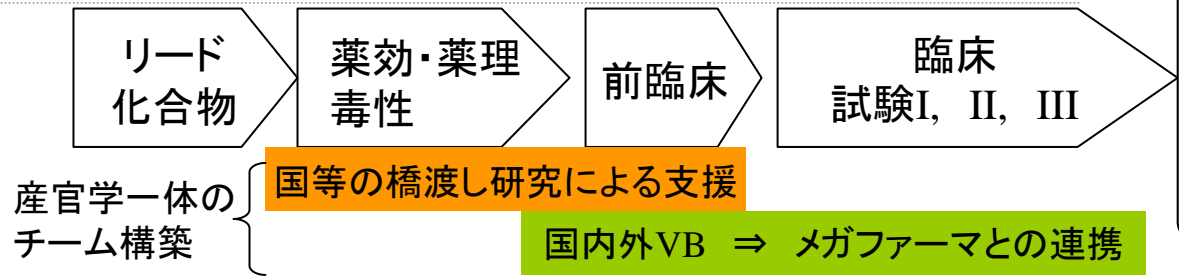 リード
化合物
薬効・薬理
毒性
前臨床
臨床
試験I, II, III
産官学一体の
チーム構築
国等の橋渡し研究による支援
国内外VB ⇒ メガファーマとの連携